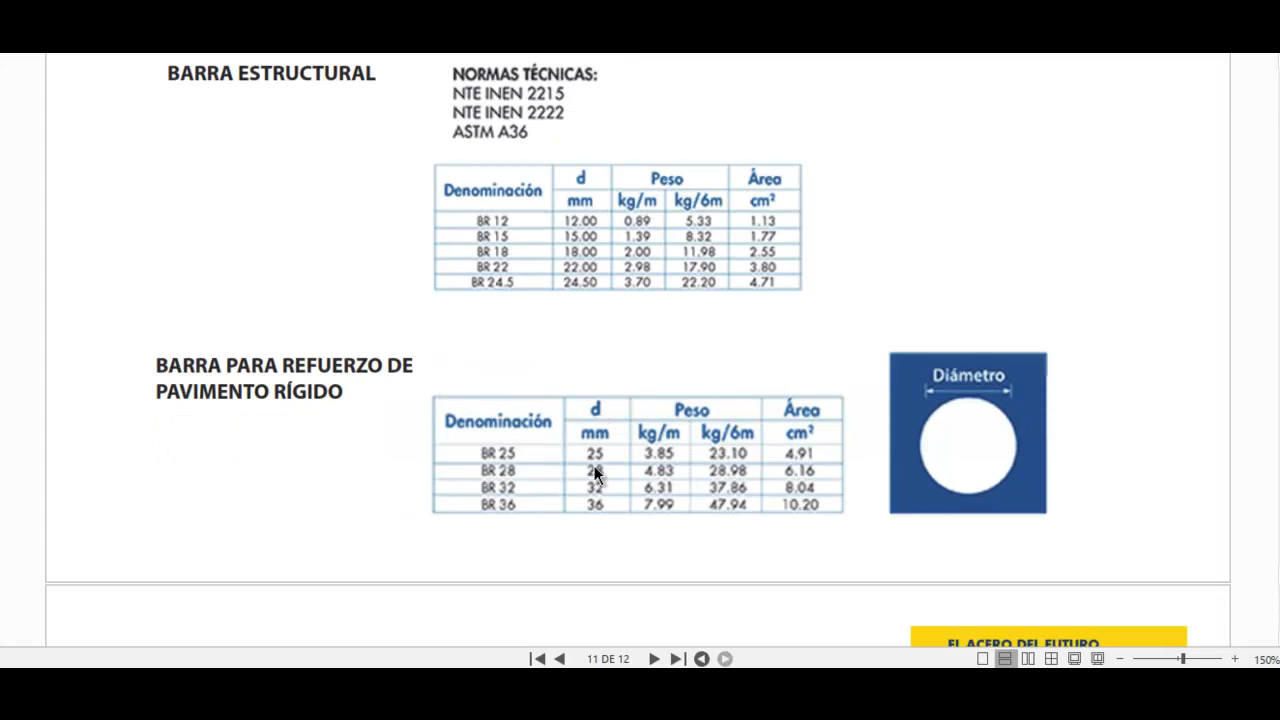 BARRA ESTRUCTURAL
NORMAS TÉCNICAS:
NTE INEN 2215
NTE INEN 2222
ASTM A36
Denominación d Peso Área
mm kg/m kg/6m cm²
BR 12 12.00 0.89 5.33 1.13
BR 15 15.00 1.39 8.32 1.77
BR 18 18.00 2.00 11.98 2.55
BR 22 22.00 2.98 17.90 3.80
BR 24.5 24.50 3.70 22.20 4.71
BARRA PARA REFUERZO DE
PAVIMENTO RÍGIDO
Denominación d Peso Área
mm kg/m kg/6m cm²
BR 25 25 3.85 23.10 4.91
BR 28 28 4.83 28.98 6.16
BR 32 32 6.31 37.86 8.04
BR 36 36 7.99 47.94 10.20
Diámetro
EL ACERO DEL FUTURO
11 DE 12
150%